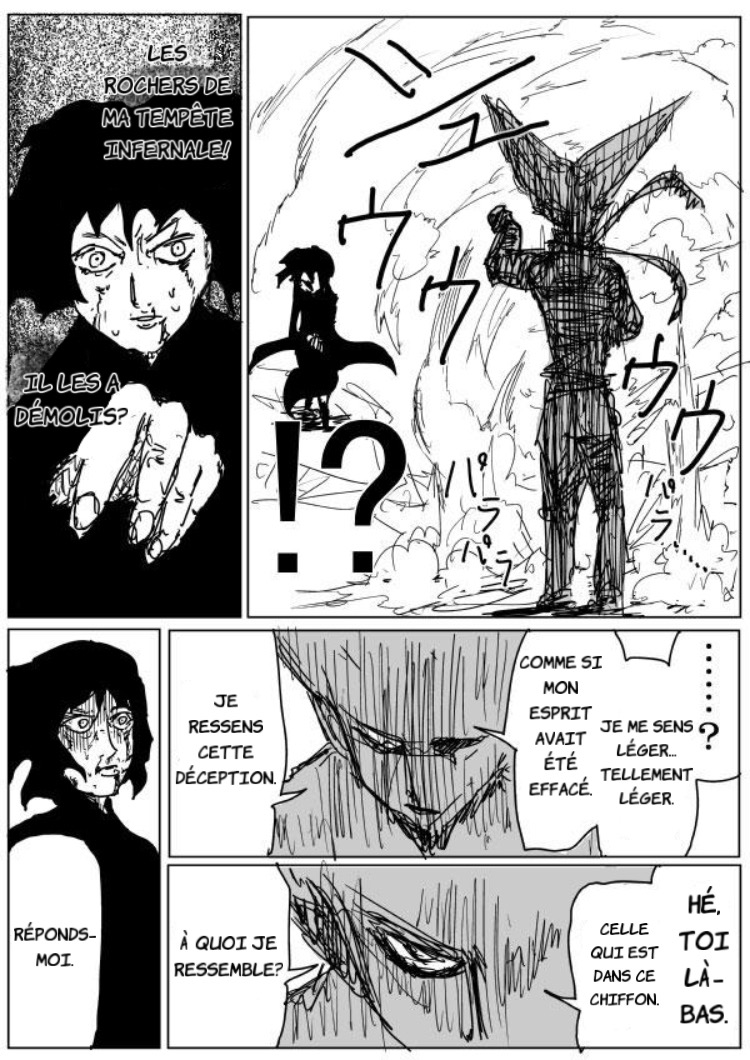 シュウウウウ
パラパラ
パラ……
!?
LES
ROCHERS DE
MA TEMPÊTE
INFERNALE!
IL LES A
DÉMOLIS?
……?
JE ME SENS
LÉGER...
TELLEMENT
LÉGER.
COMME SI
MON
ESPRIT
AVAIT
ÉTÉ
EFFACÉ.
JE
RESSENS
CETTE
DÉCEPTION.
HÉ,
TOI
LÀ-
BAS.
CELLE
QUI EST
DANS CE
CHIFFON.
À QUOI JE
RESSEMBLE?
RÉPONDS-
MOI.